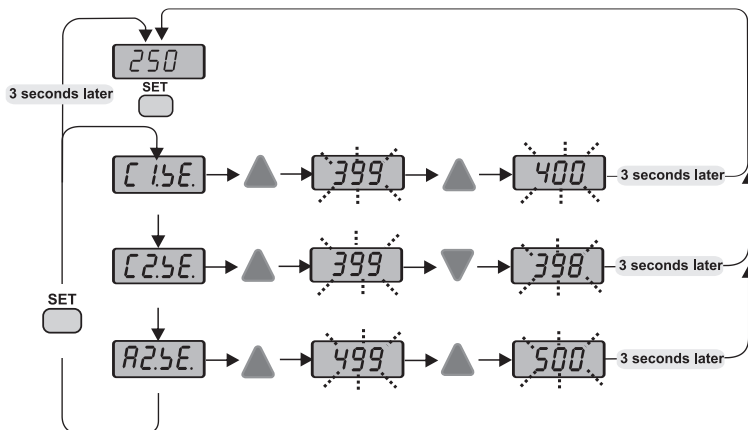 250
SET
3 seconds later
C1.SE.
399
400
3 seconds later
C2.SE.
399
398
3 seconds later
SET
A2.SE.
499
500
3 seconds later